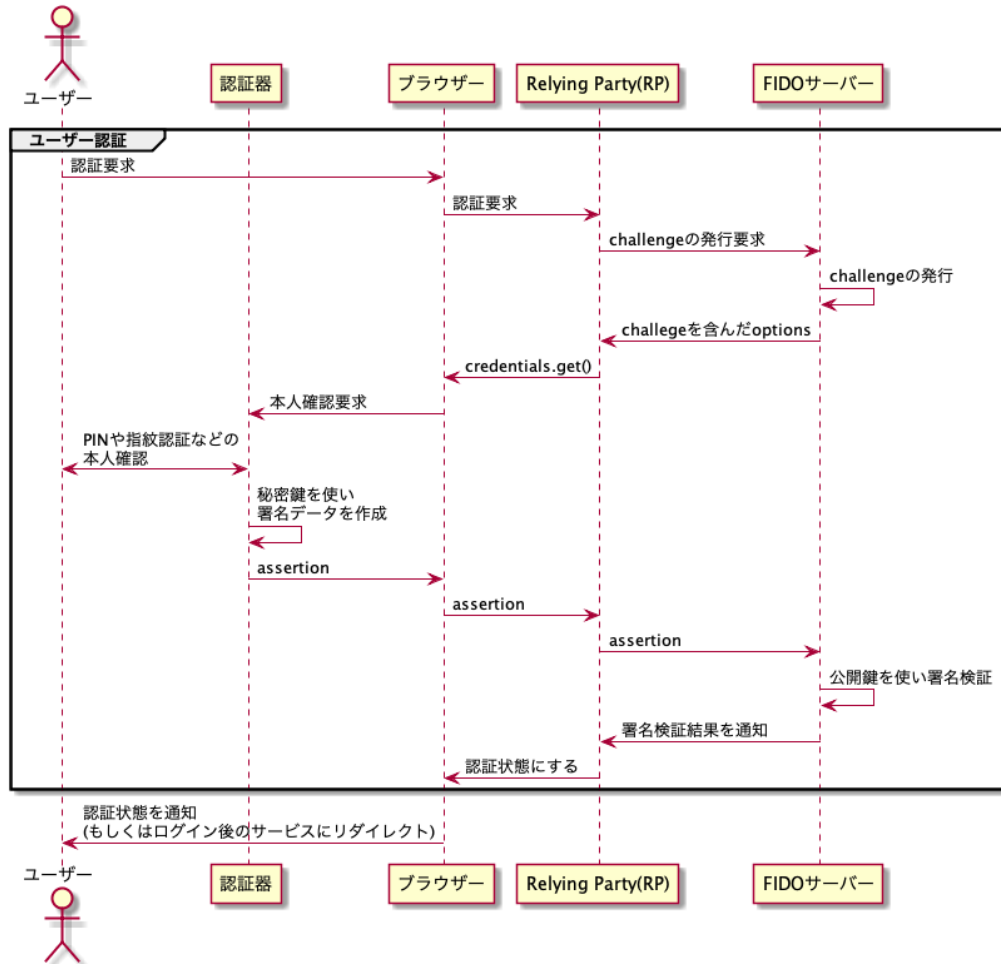 ユーザー
認証器
ブラウザー
Relying Party(RP)
FIDOサーバー
ユーザー認証
認証要求
認証要求
challengeの発行要求
challengeの発行
challegeを含んだoptions
credentials.get()
本人確認要求
PINや指紋認証などの
本人確認
秘密鍵を使い
署名データを作成
assertion
assertion
assertion
公開鍵を使い署名検証
署名検証結果を通知
認証状態にする
認証状態を通知
(もしくはログイン後のサービスにリダイレクト)
ユーザー
認証器
ブラウザー
Relying Party(RP)
FIDOサーバー